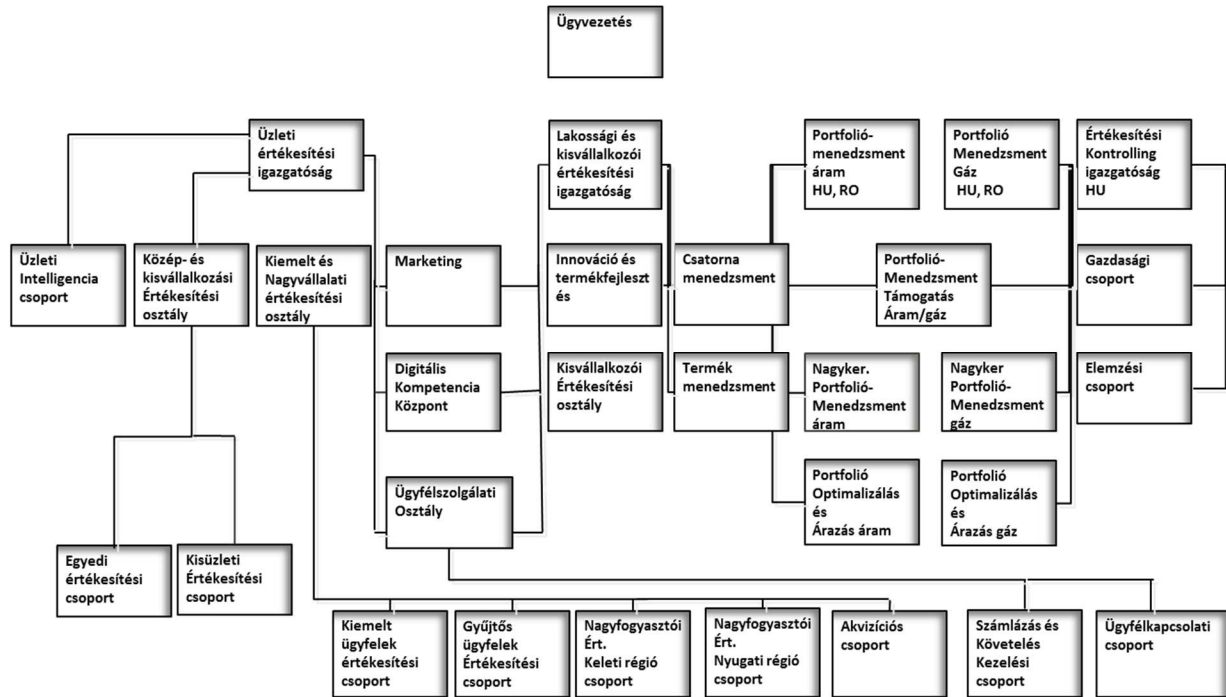 Ügyvezetés
Üzleti
értékesítési
igazgatóság
Lakossági és
kisvállalkozói
értékesítési
igazgatóság
Portfolió-
menedzsment
áram
HU, RO
Portfolió
Menedzsment
Gáz
HU, RO
Értékesítési
Kontrolling
igazgatóság
HU
Üzleti
Intelligencia
csoport
Közép- és
kisvállalkozási
Értékesítési
osztály
Kiemelt és
Nagyvállalati
értékesítési
osztály
Marketing
Innováció és
termékfejleszt
és
Csatorna
menedzsment
Portfolió-
Menedzsment
Támogatás
Áram/gáz
Gazdasági
csoport
Digitális
Kompetencia
Központ
Kisvállalkozói
Értékesítési
osztály
Termék
menedzsment
Nagyker.
Portfolió-
Menedzsment
áram
Nagyker
Portfolió-
Menedzsment
gáz
Elemzési
csoport
Ügyfélszolgálati
Osztály
Portfolió
Optimalizálás
és
Árazás áram
Portfolió
Optimalizálás
és
Árazás gáz
Egyedi
értékesítési
csoport
Kisüzleti
Értékesítési
csoport
Kiemelt
ügyfelek
értékesítési
csoport
Gyűjtős
ügyfelek
Értékesítési
csoport
Nagyfogyasztói
Ért.
Keleti régió
csoport
Nagyfogyasztói
Ért.
Nyugati régió
csoport
Akvizíciós
csoport
Számlázás és
Követelés
Kezelési
csoport
Ügyfélkapcsolati
csoport